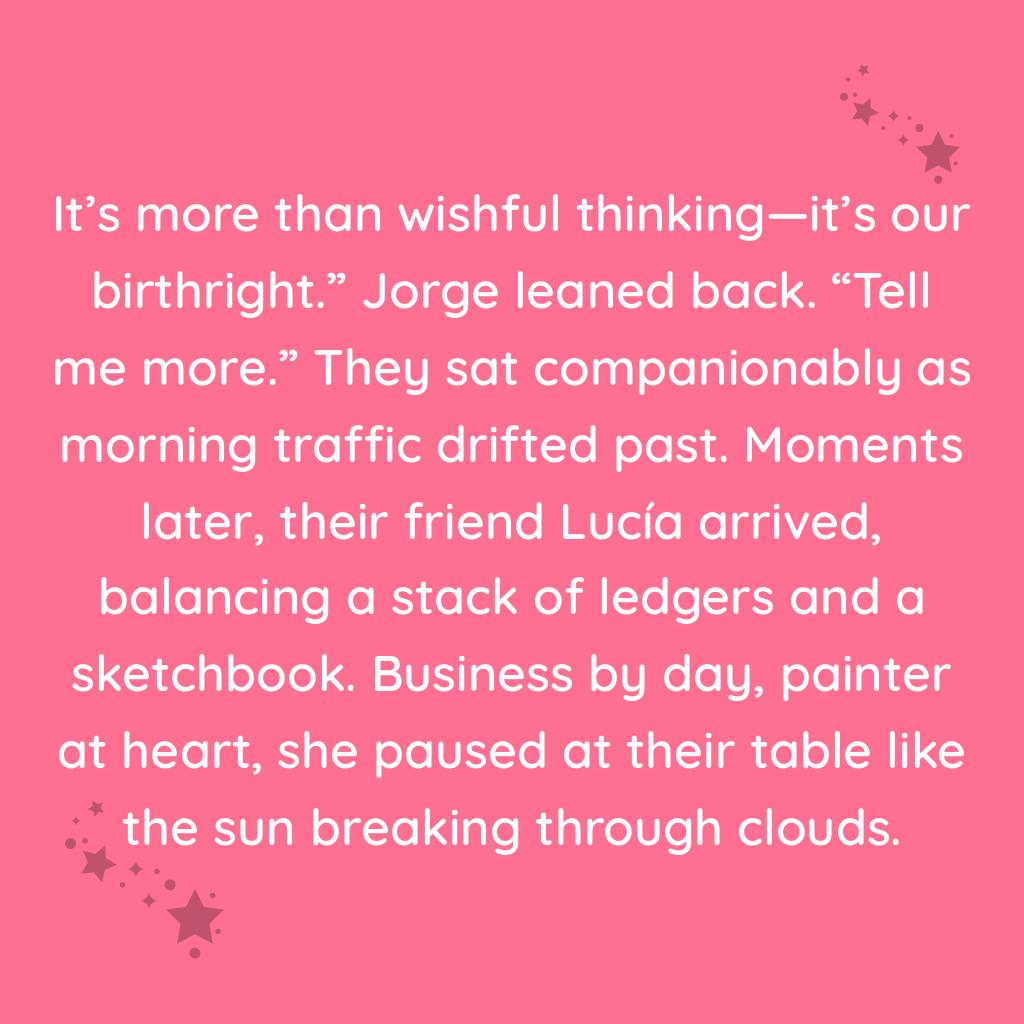 It’s more than wishful thinking—it’s our
birthright.” Jorge leaned back. “Tell
me more.” They sat companionably as
morning traffic drifted past. Moments
later, their friend Lucía arrived,
balancing a stack of ledgers and a
sketchbook. Business by day, painter
at heart, she paused at their table like
the sun breaking through clouds.